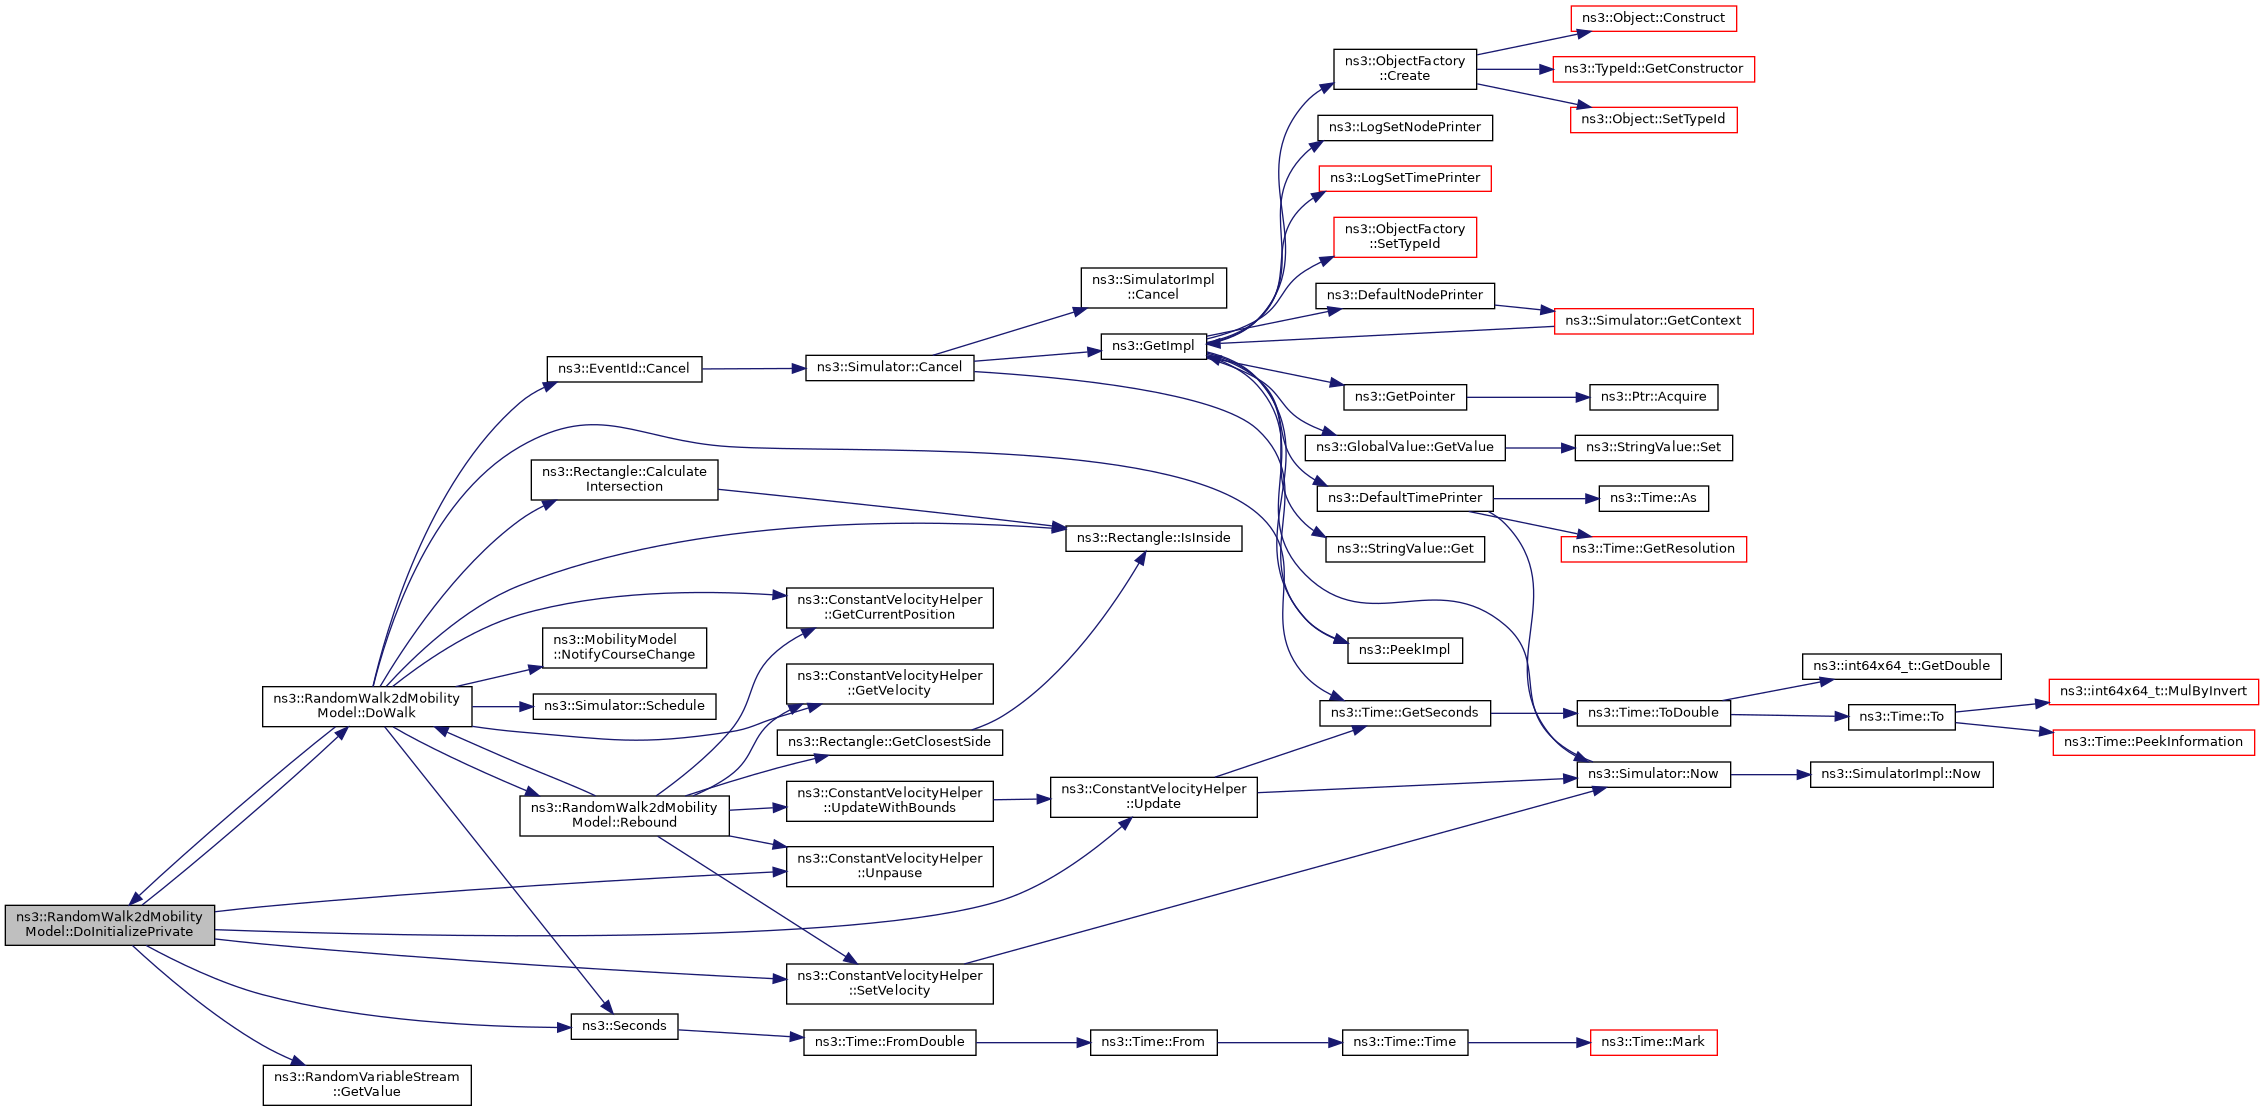 ns3::Object::Construct
ns3::ObjectFactory
::Create
ns3::TypeId::GetConstructor
ns3::Object::SetTypeId
ns3::LogSetNodePrinter
ns3::LogSetTimePrinter
ns3::ObjectFactory
::SetTypeId
ns3::SimulatorImpl
::Cancel
ns3::DefaultNodePrinter
ns3::Simulator::GetContext
ns3::GetImpl
ns3::EventId::Cancel
ns3::Simulator::Cancel
ns3::GetPointer
ns3::Ptr::Acquire
ns3::GlobalValue::GetValue
ns3::StringValue::Set
ns3::Rectangle::Calculate
Intersection
ns3::DefaultTimePrinter
ns3::Time::As
ns3::Rectangle::IsInside
ns3::StringValue::Get
ns3::Time::GetResolution
ns3::ConstantVelocityHelper
::GetCurrentPosition
ns3::MobilityModel
::NotifyCourseChange
ns3::PeekImpl
ns3::ConstantVelocityHelper
::GetVelocity
ns3::int64x64_t::GetDouble
ns3::int64x64_t::MulByInvert
ns3::RandomWalk2dMobility
Model::DoWalk
ns3::Simulator::Schedule
ns3::Time::GetSeconds
ns3::Time::ToDouble
ns3::Time::To
ns3::Rectangle::GetClosestSide
ns3::Time::PeekInformation
ns3::Simulator::Now
ns3::SimulatorImpl::Now
ns3::RandomWalk2dMobility
Model::Rebound
ns3::ConstantVelocityHelper
::UpdateWithBounds
ns3::ConstantVelocityHelper
::Update
ns3::ConstantVelocityHelper
::Unpause
ns3::RandomWalk2dMobility
Model::DoInitializePrivate
ns3::ConstantVelocityHelper
::SetVelocity
ns3::Seconds
ns3::Time::FromDouble
ns3::Time::From
ns3::Time::Time
ns3::Time::Mark
ns3::RandomVariableStream
::GetValue